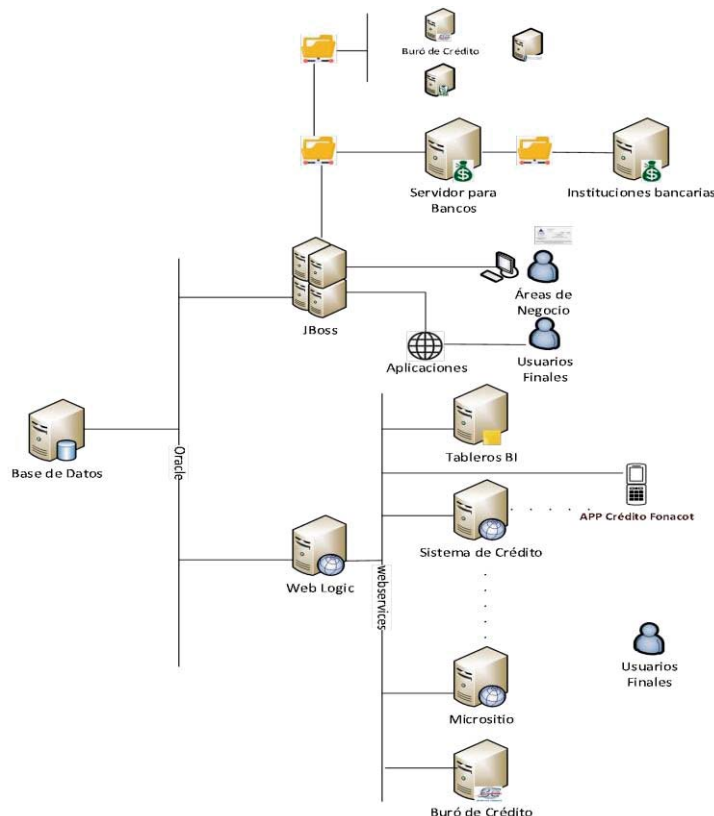 Buró de Crédito
Servidor para
Bancos
Instituciones bancarias
JBoss
Áreas de
Negocio
Aplicaciones
Usuarios
Finales
Base de Datos
Oracle
Tableros BI
APP Crédito Fonacot
Sistema de Crédito
Web Logic
webservices
Usuarios
Finales
Micrositio
Buró de Crédito